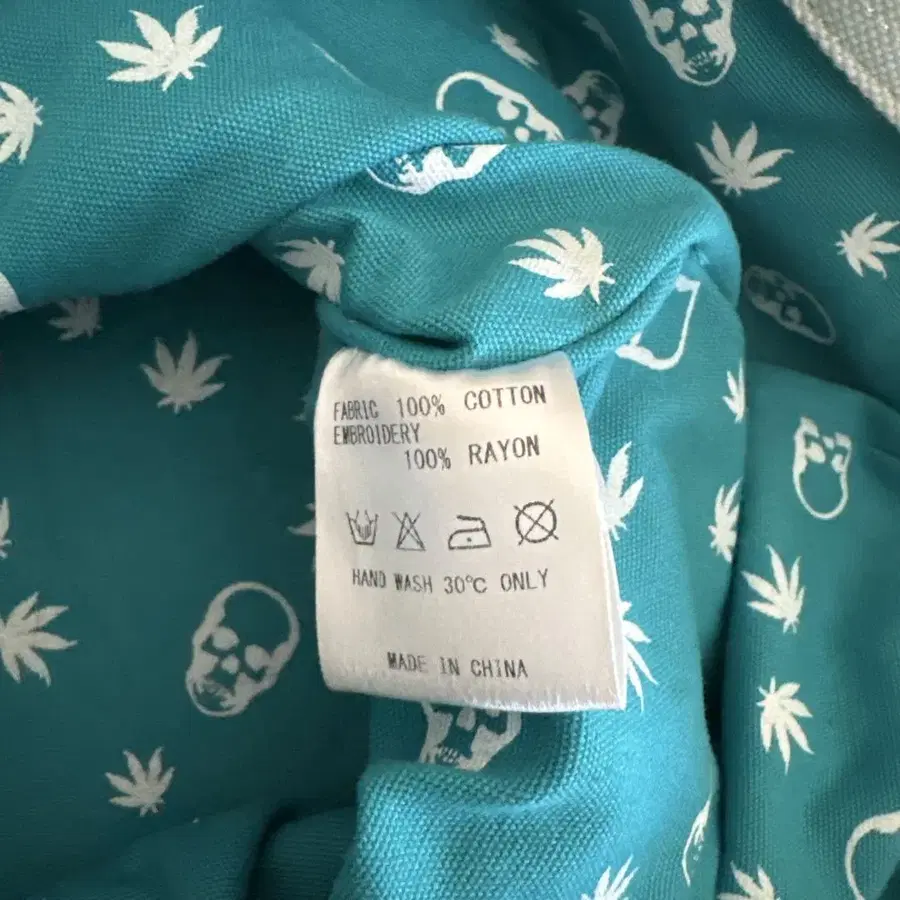 FABRIC 100% COTTON
EMBROIDERY
100% RAYON
HAND WASH 30℃ ONLY
MADE IN CHINA